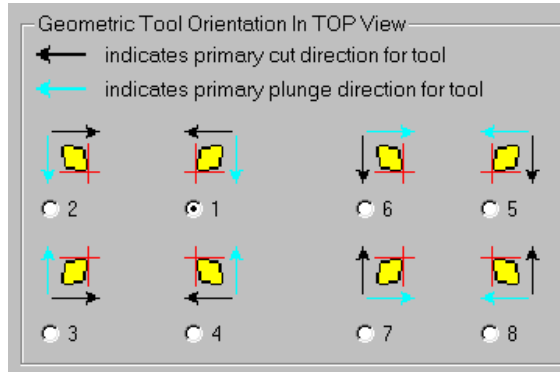 Geometric Tool Orientation In TOP View
indicates primary cut direction for tool
indicates primary plunge direction for tool
2 1 6 5
3 4 7 8